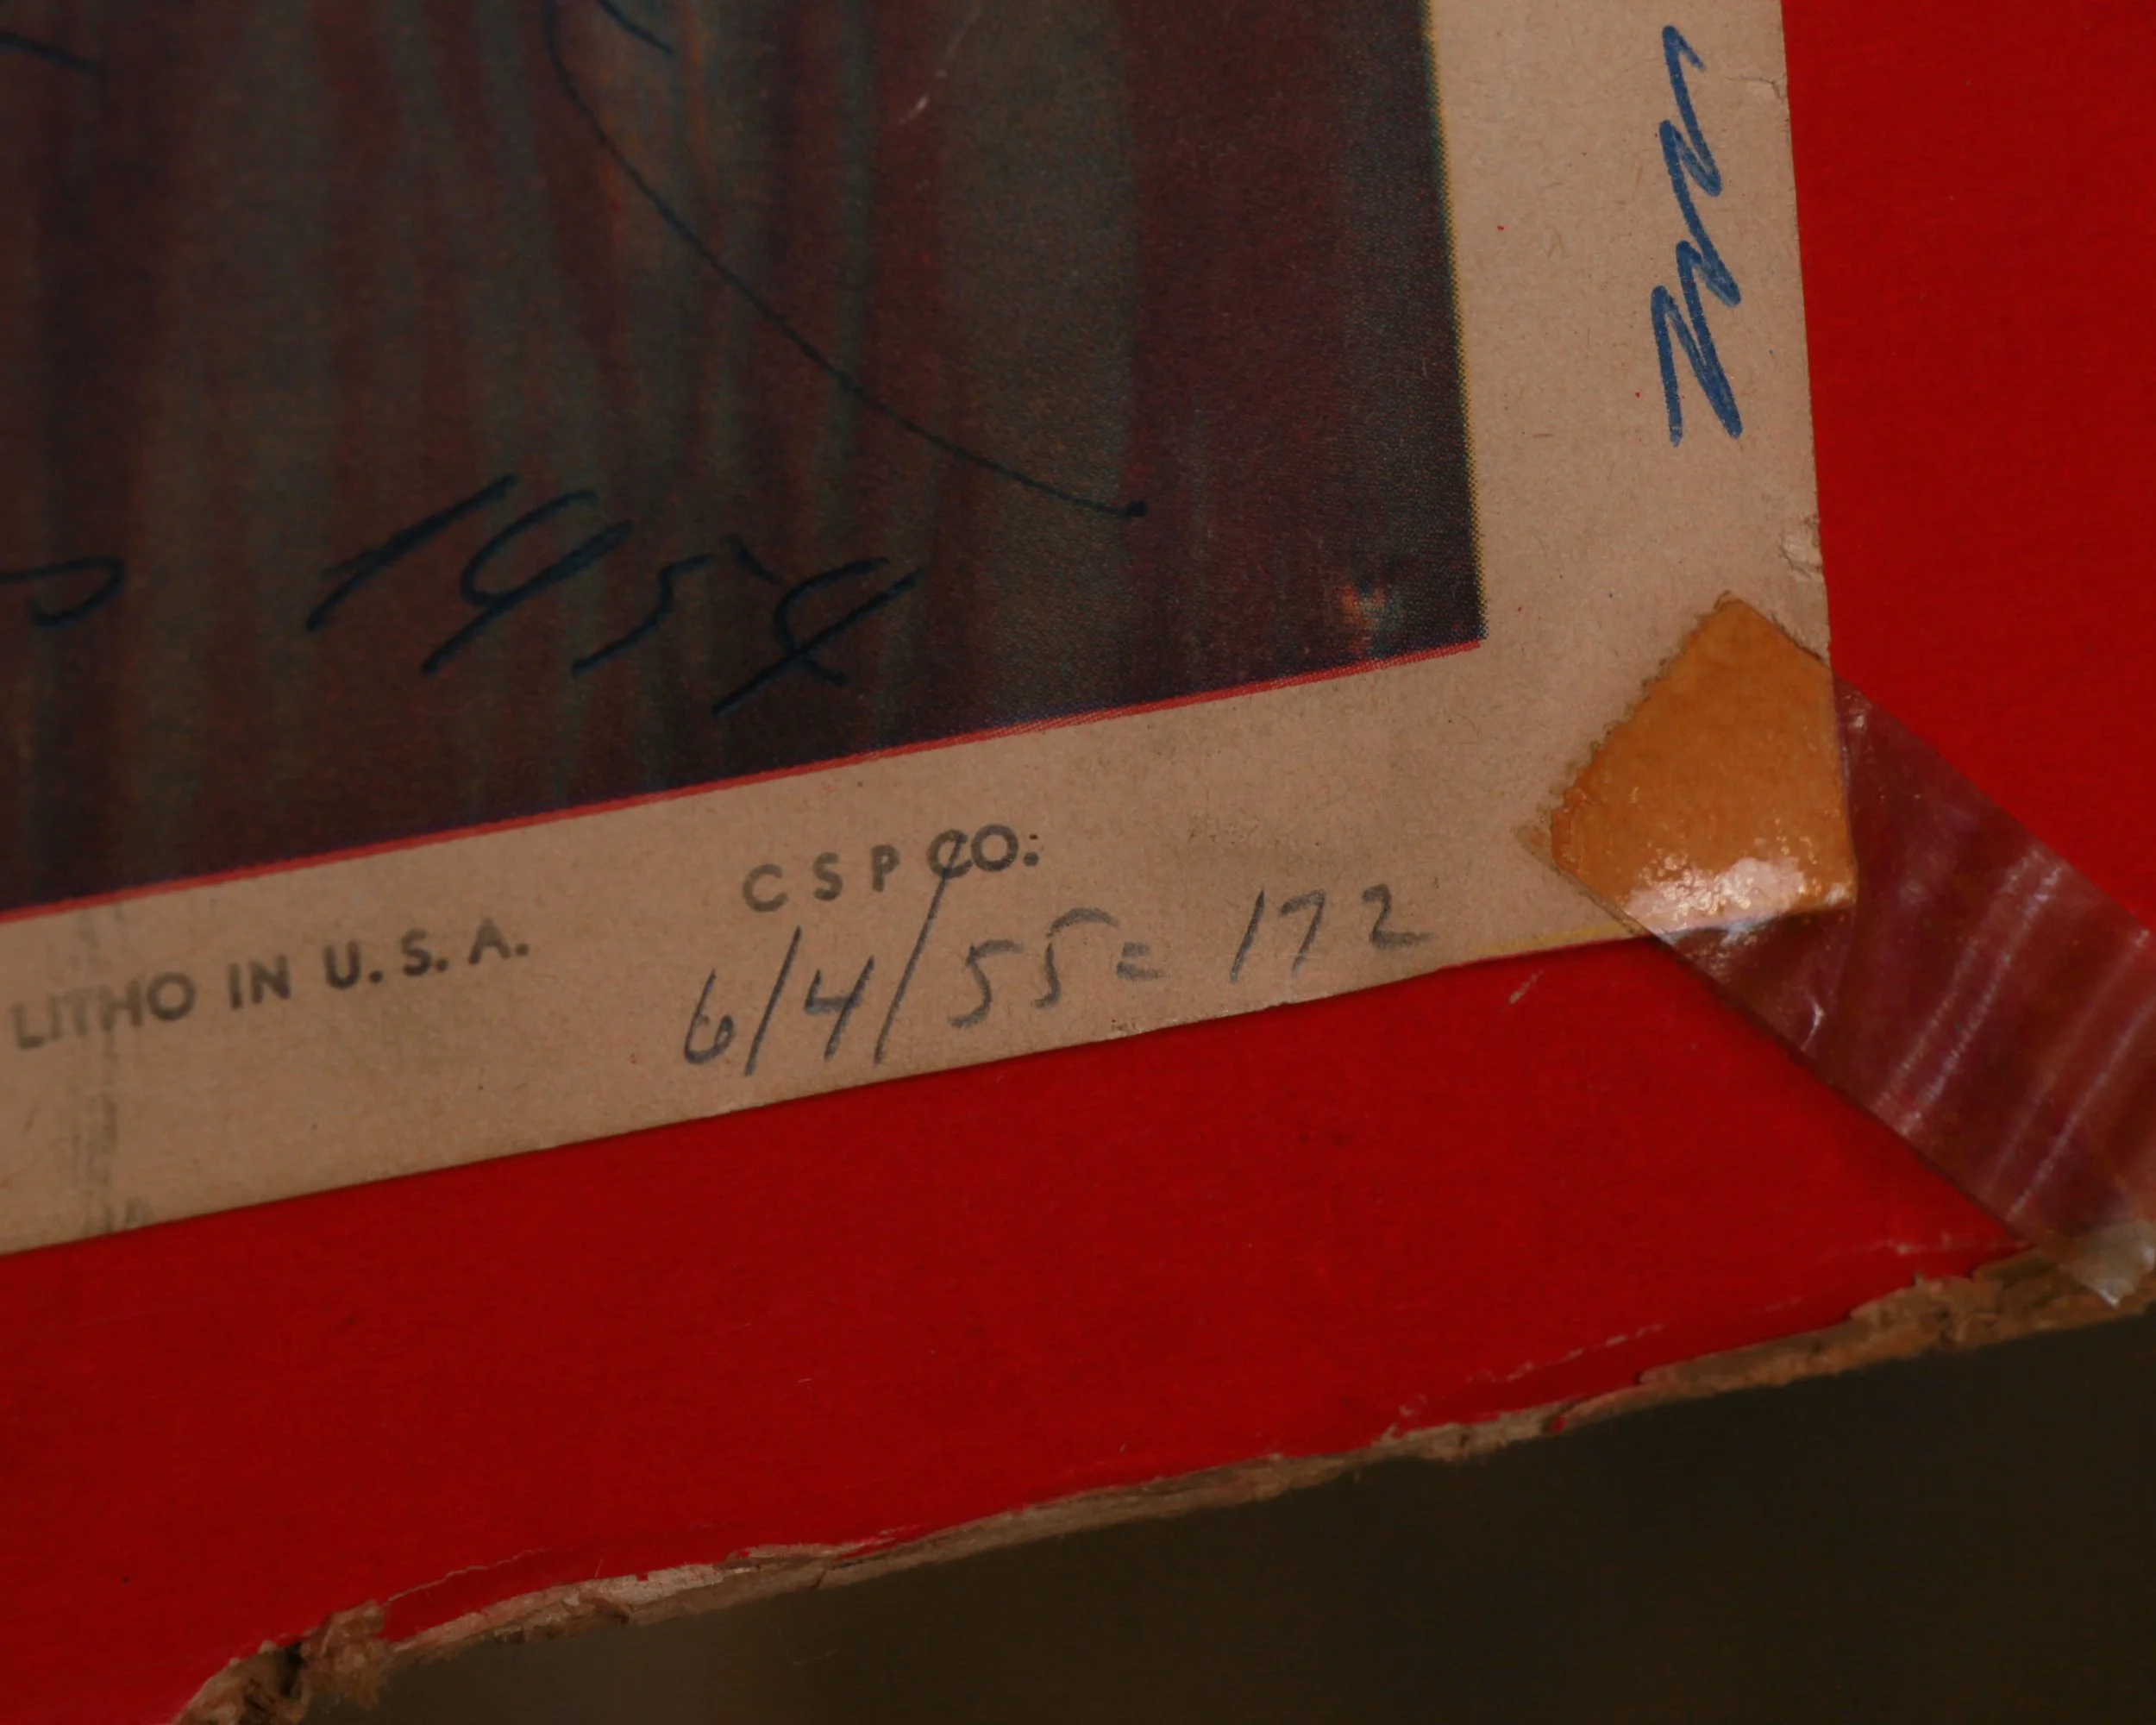 1954
C S P CO.
LITHO IN U. S. A.
6/4/55 = 172